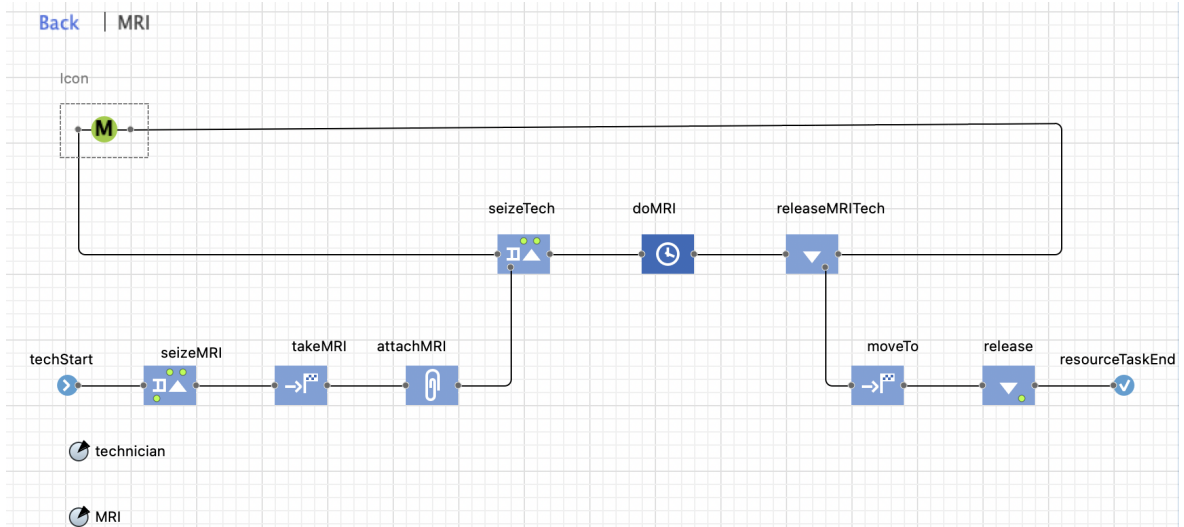 Back | MRI
Icon
M
seizeTech
doMRI
releaseMRITech
techStart
seizeMRI
takeMRI
attachMRI
moveTo
release
resourceTaskEnd
technician
MRI